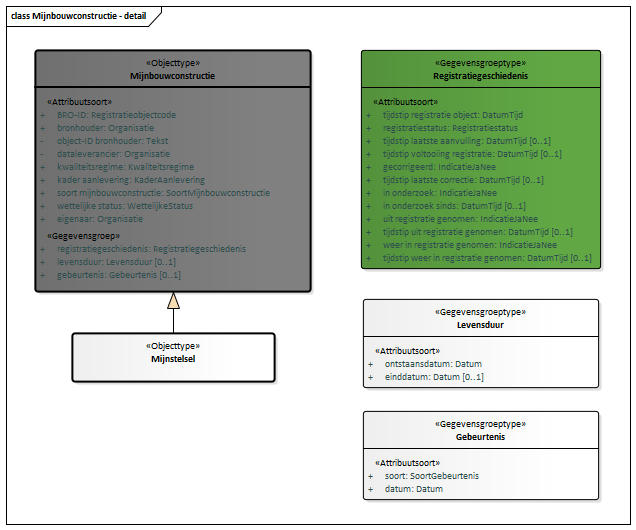 class Mijnbouwconstructie - detail
«Objecttype»
Mijnbouwconstructie
«Attribuutsoort»
+ BRO-ID: Registratieobjectcode
+ bronhouder: Organisatie
- object-ID bronhouder: Tekst
- dataleverancier: Organisatie
+ kwaliteitsregime: Kwaliteitsregime
+ kader aanlevering: KaderAanlevering
+ soort mijnbouwconstructie: SoortMijnbouwconstructie
+ wettelijke status: WettelijkeStatus
+ eigenaar: Organisatie
«Gegevensgroep»
+ registratiegeschiedenis: Registratiegeschiedenis
+ levensduur: Levensduur [0..1]
+ gebeurtenis: Gebeurtenis [0..1]
«Objecttype»
Mijnstelsel
«Gegevensgroeptype»
Registratiegeschiedenis
«Attribuutsoort»
+ tijdstip registratie object: DatumTijd
+ registratiestatus: Registratiestatus
+ tijdstip laatste aanvulling: DatumTijd [0..1]
+ tijdstip voltooiing registratie: DatumTijd [0..1]
+ gecorrigeerd: IndicatieJaNee
+ tijdstip laatste correctie: DatumTijd [0..1]
+ in onderzoek: IndicatieJaNee
+ in onderzoek sinds: DatumTijd [0..1]
+ uit registratie genomen: IndicatieJaNee
+ tijdstip uit registratie genomen: DatumTijd [0..1]
+ weer in registratie genomen: IndicatieJaNee
+ tijdstip weer in registratie genomen: DatumTijd [0..1]
«Gegevensgroeptype»
Levensduur
«Attribuutsoort»
+ ontstaansdatum: Datum
+ einddatum: Datum [0..1]
«Gegevensgroeptype»
Gebeurtenis
«Attribuutsoort»
+ soort: SoortGebeurtenis
+ datum: Datum